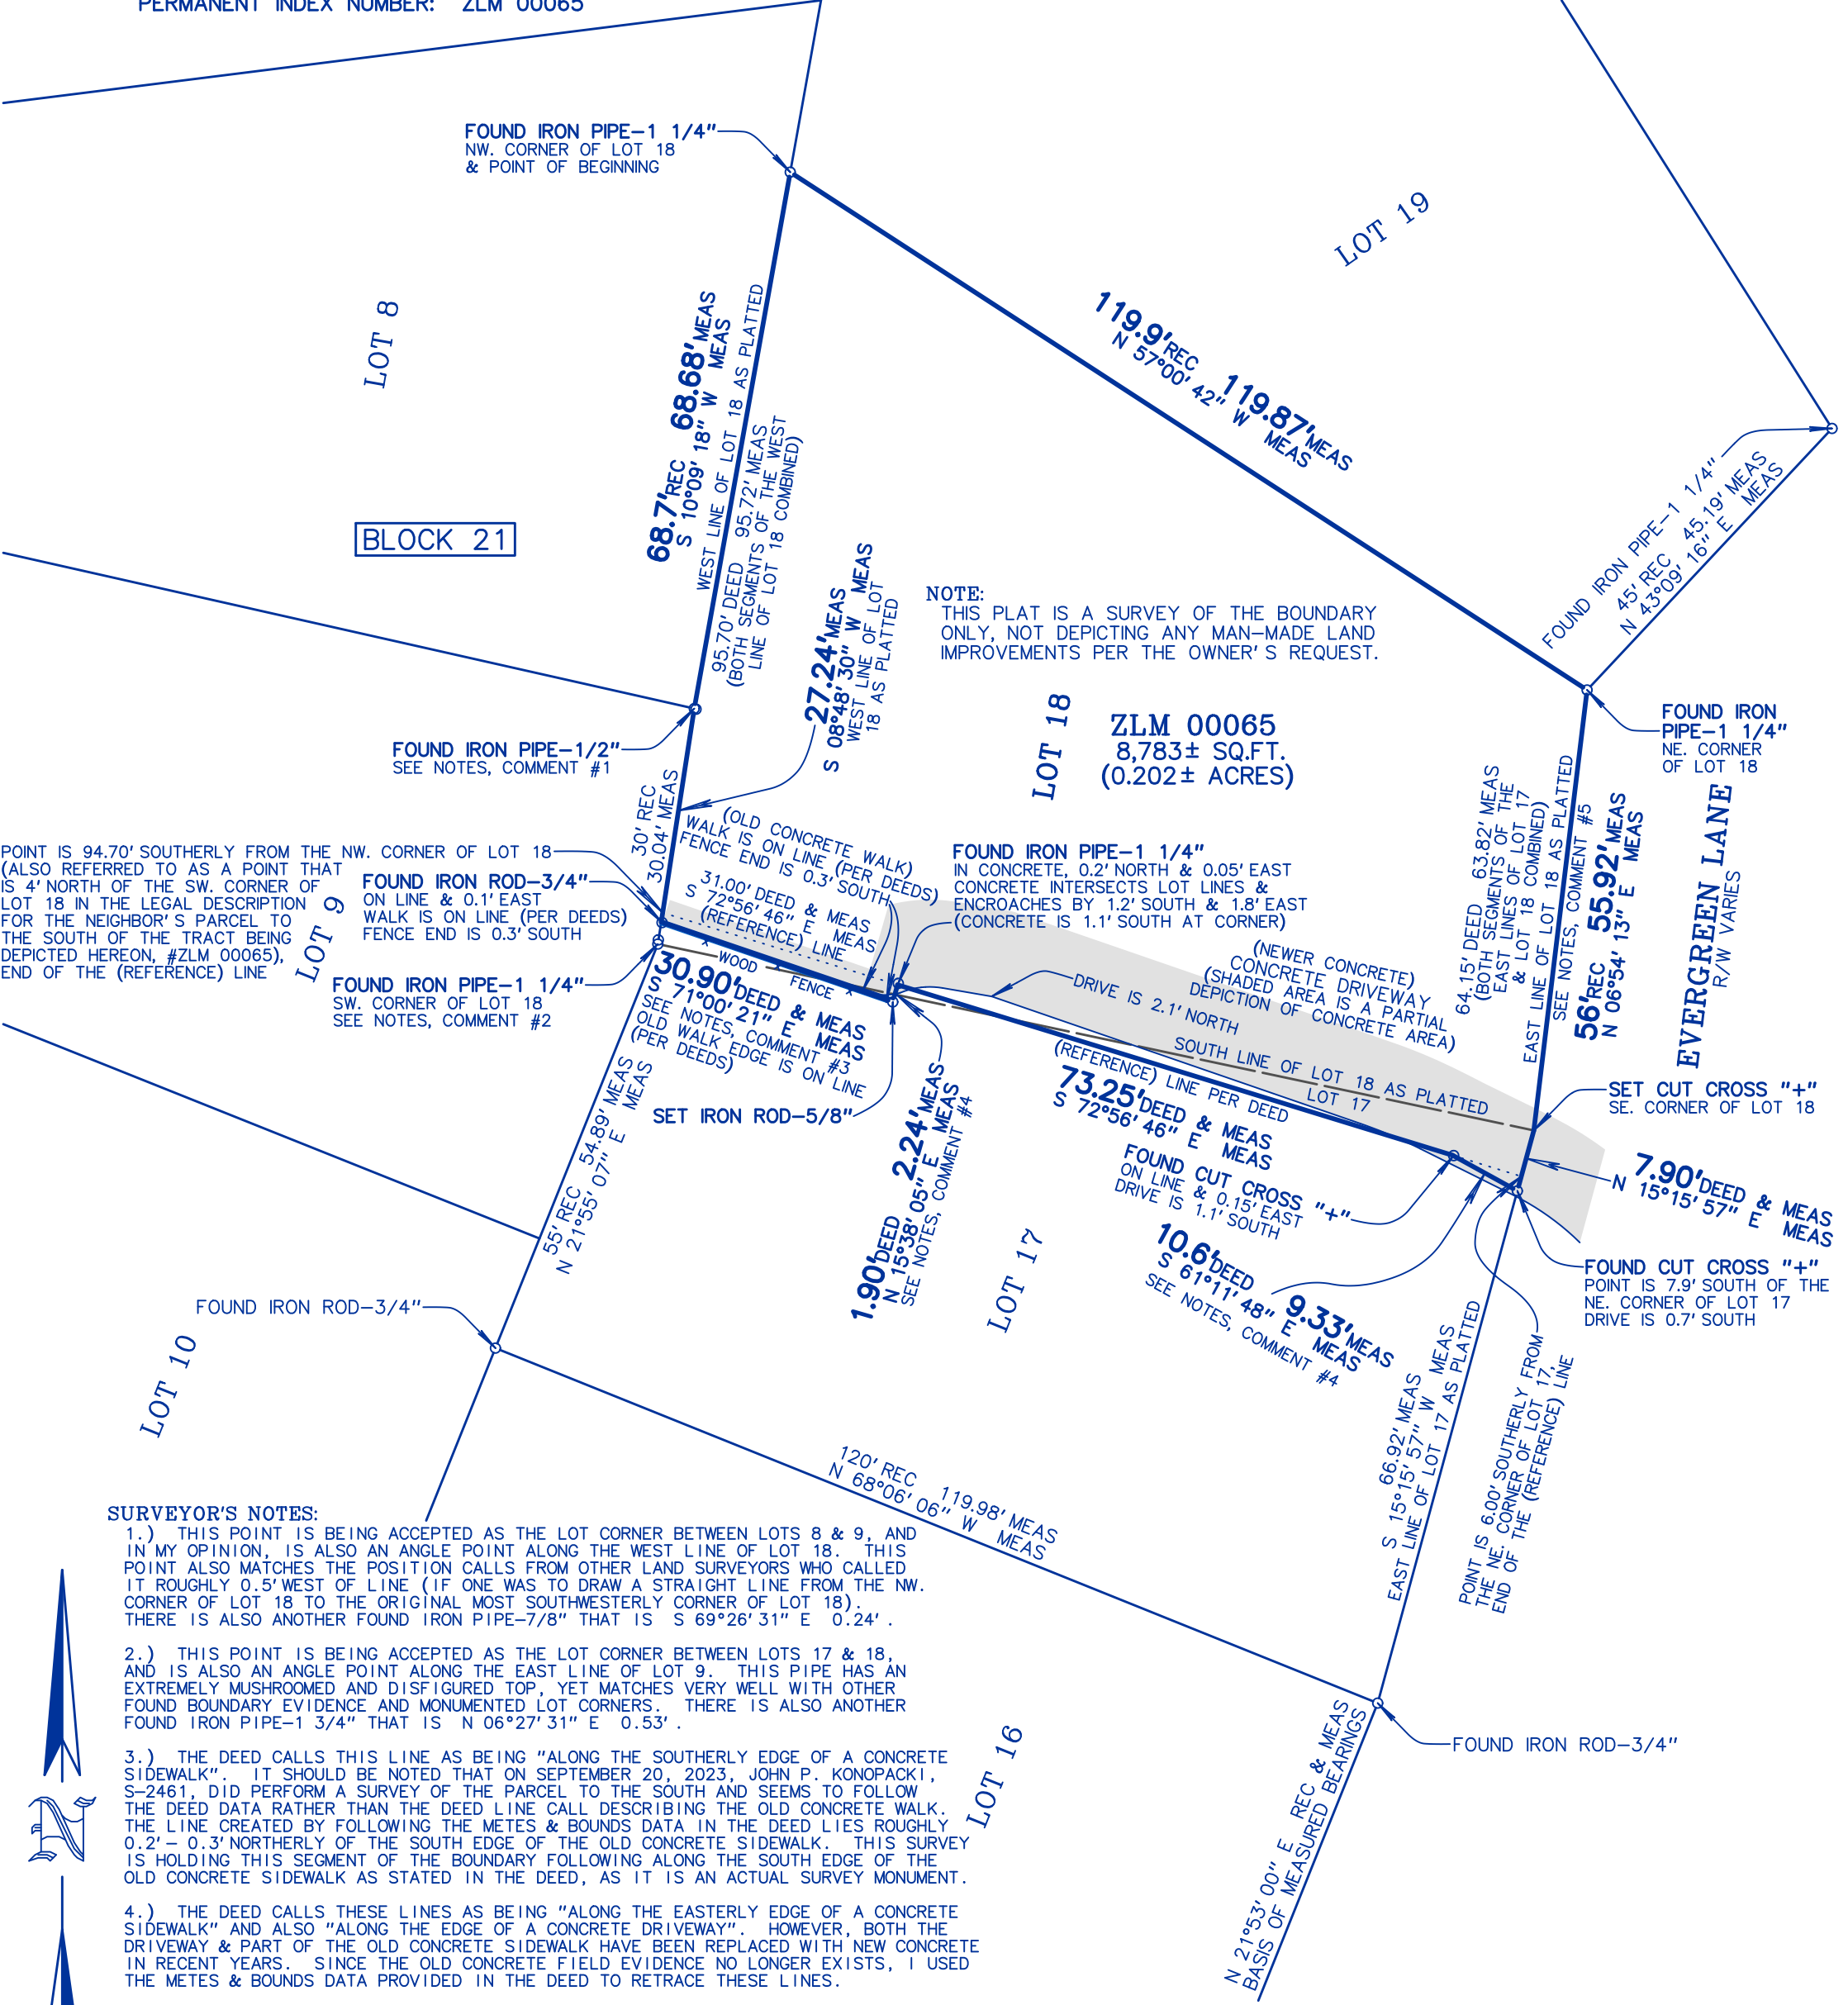 PERMANENT INDEX NUMBER: ZLM 00065
FOUND IRON PIPE-1 1/4"
NW. CORNER OF LOT 18
& POINT OF BEGINNING
LOT 19
LOT 8
BLOCK 21
68.7' REC 68.68' MEAS
S 10°09'18" W MEAS
WEST LINE OF LOT 18 AS PLATTED
95.70' DEED 95.72' MEAS
(BOTH SEGMENTS OF THE WEST
LINE OF LOT 18 COMBINED)
119.9' REC 119.87' MEAS
N 57°00'42" W MEAS
FOUND IRON PIPE-1 1/4"
45' REC 45.19' MEAS
N 43°09'16" E MEAS
27.24' MEAS
S 08°48'30" W MEAS
WEST LINE OF LOT
18 AS PLATTED
NOTE:
THIS PLAT IS A SURVEY OF THE BOUNDARY
ONLY, NOT DEPICTING ANY MAN-MADE LAND
IMPROVEMENTS PER THE OWNER'S REQUEST.
LOT 18
ZLM 00065
8,783± SQ.FT.
(0.202± ACRES)
FOUND IRON
PIPE-1 1/4"
NE. CORNER
OF LOT 18
FOUND IRON PIPE-1/2"
SEE NOTES, COMMENT #1
30' REC
30.04' MEAS
64.15' DEED 63.82' MEAS
(BOTH SEGMENTS OF THE
EAST LINES OF LOT 17
& LOT 18 COMBINED)
EAST LINE OF LOT 18 AS PLATTED
SEE NOTES, COMMENT #5
56' REC 55.92' MEAS
N 06°54'13" E MEAS
EVERGREEN LANE
R/W VARIES
POINT IS 94.70' SOUTHERLY FROM THE NW. CORNER OF LOT 18
(ALSO REFERRED TO AS A POINT THAT
IS 4' NORTH OF THE SW. CORNER OF
LOT 18 IN THE LEGAL DESCRIPTION
FOR THE NEIGHBOR'S PARCEL TO
THE SOUTH OF THE TRACT BEING
DEPICTED HEREON, #ZLM 00065),
END OF THE (REFERENCE) LINE
LOT 9
FOUND IRON ROD-3/4"
ON LINE & 0.1' EAST
WALK IS ON LINE (PER DEEDS)
FENCE END IS 0.3' SOUTH
FOUND IRON PIPE-1 1/4"
SW. CORNER OF LOT 18
SEE NOTES, COMMENT #2
(OLD CONCRETE WALK)
WALK IS ON LINE (PER DEEDS)
FENCE END IS 0.3' SOUTH
31.00' DEED & MEAS
S 72°56'46" E MEAS
(REFERENCE) LINE
FOUND IRON PIPE-1 1/4"
IN CONCRETE, 0.2' NORTH & 0.05' EAST
CONCRETE INTERSECTS LOT LINES &
ENCROACHES BY 1.2' SOUTH & 1.8' EAST
(CONCRETE IS 1.1' SOUTH AT CORNER)
x WOOD x FENCE x
30.90' DEED & MEAS
S 71°00'21" E MEAS
SEE NOTES, COMMENT #3
OLD WALK EDGE IS ON LINE
(PER DEEDS)
(NEWER CONCRETE)
CONCRETE DRIVEWAY
(SHADED AREA IS A PARTIAL
DEPICTION OF CONCRETE AREA)
DRIVE IS 2.1' NORTH
SOUTH LINE OF LOT 18 AS PLATTED
LOT 17
(REFERENCE) LINE PER DEED
73.25' DEED & MEAS
S 72°56'46" E MEAS
SET CUT CROSS "+"
SE. CORNER OF LOT 18
SET IRON ROD-5/8"
1.90' DEED 2.24' MEAS
N 15°38'05" E MEAS
SEE NOTES, COMMENT #4
FOUND CUT CROSS "+"
ON LINE & 0.15' EAST
DRIVE IS 1.1' SOUTH
7.90' DEED & MEAS
N 15°15'57" E MEAS
10.6' DEED 9.33' MEAS
S 61°11'48" E MEAS
SEE NOTES, COMMENT #4
FOUND CUT CROSS "+"
POINT IS 7.9' SOUTH OF THE
NE. CORNER OF LOT 17
DRIVE IS 0.7' SOUTH
55' REC 54.89' MEAS
N 21°55'07" E MEAS
LOT 17
FOUND IRON ROD-3/4"
LOT 10
66.92' MEAS
S 15°15'57" W MEAS
EAST LINE OF LOT 17 AS PLATTED
POINT IS 6.00' SOUTHERLY FROM
THE NE. CORNER OF LOT 17,
END OF THE (REFERENCE) LINE
120' REC 119.98' MEAS
N 68°06'06" W MEAS
SURVEYOR'S NOTES:
1.) THIS POINT IS BEING ACCEPTED AS THE LOT CORNER BETWEEN LOTS 8 & 9, AND
IN MY OPINION, IS ALSO AN ANGLE POINT ALONG THE WEST LINE OF LOT 18. THIS
POINT ALSO MATCHES THE POSITION CALLS FROM OTHER LAND SURVEYORS WHO CALLED
IT ROUGHLY 0.5' WEST OF LINE (IF ONE WAS TO DRAW A STRAIGHT LINE FROM THE NW.
CORNER OF LOT 18 TO THE ORIGINAL MOST SOUTHWESTERLY CORNER OF LOT 18).
THERE IS ALSO ANOTHER FOUND IRON PIPE-7/8" THAT IS S 69°26'31" E 0.24'.
2.) THIS POINT IS BEING ACCEPTED AS THE LOT CORNER BETWEEN LOTS 17 & 18,
AND IS ALSO AN ANGLE POINT ALONG THE EAST LINE OF LOT 9. THIS PIPE HAS AN
EXTREMELY MUSHROOMED AND DISFIGURED TOP, YET MATCHES VERY WELL WITH OTHER
FOUND BOUNDARY EVIDENCE AND MONUMENTED LOT CORNERS. THERE IS ALSO ANOTHER
FOUND IRON PIPE-1 3/4" THAT IS N 06°27'31" E 0.53'.
3.) THE DEED CALLS THIS LINE AS BEING "ALONG THE SOUTHERLY EDGE OF A CONCRETE
SIDEWALK". IT SHOULD BE NOTED THAT ON SEPTEMBER 20, 2023, JOHN P. KONOPACKI,
S-2461, DID PERFORM A SURVEY OF THE PARCEL TO THE SOUTH AND SEEMS TO FOLLOW
THE DEED DATA RATHER THAN THE DEED LINE CALL DESCRIBING THE OLD CONCRETE WALK.
THE LINE CREATED BY FOLLOWING THE METES & BOUNDS DATA IN THE DEED LIES ROUGHLY
0.2'- 0.3' NORTHERLY OF THE SOUTH EDGE OF THE OLD CONCRETE SIDEWALK. THIS SURVEY
IS HOLDING THIS SEGMENT OF THE BOUNDARY FOLLOWING ALONG THE SOUTH EDGE OF THE
OLD CONCRETE SIDEWALK AS STATED IN THE DEED, AS IT IS AN ACTUAL SURVEY MONUMENT.
4.) THE DEED CALLS THESE LINES AS BEING "ALONG THE EASTERLY EDGE OF A CONCRETE
SIDEWALK" AND ALSO "ALONG THE EDGE OF A CONCRETE DRIVEWAY". HOWEVER, BOTH THE
DRIVEWAY & PART OF THE OLD CONCRETE SIDEWALK HAVE BEEN REPLACED WITH NEW CONCRETE
IN RECENT YEARS. SINCE THE OLD CONCRETE FIELD EVIDENCE NO LONGER EXISTS, I USED
THE METES & BOUNDS DATA PROVIDED IN THE DEED TO RETRACE THESE LINES.
N
LOT 16
FOUND IRON ROD-3/4"
N 21°53'00" E REC & MEAS
BASIS OF MEASURED BEARINGS